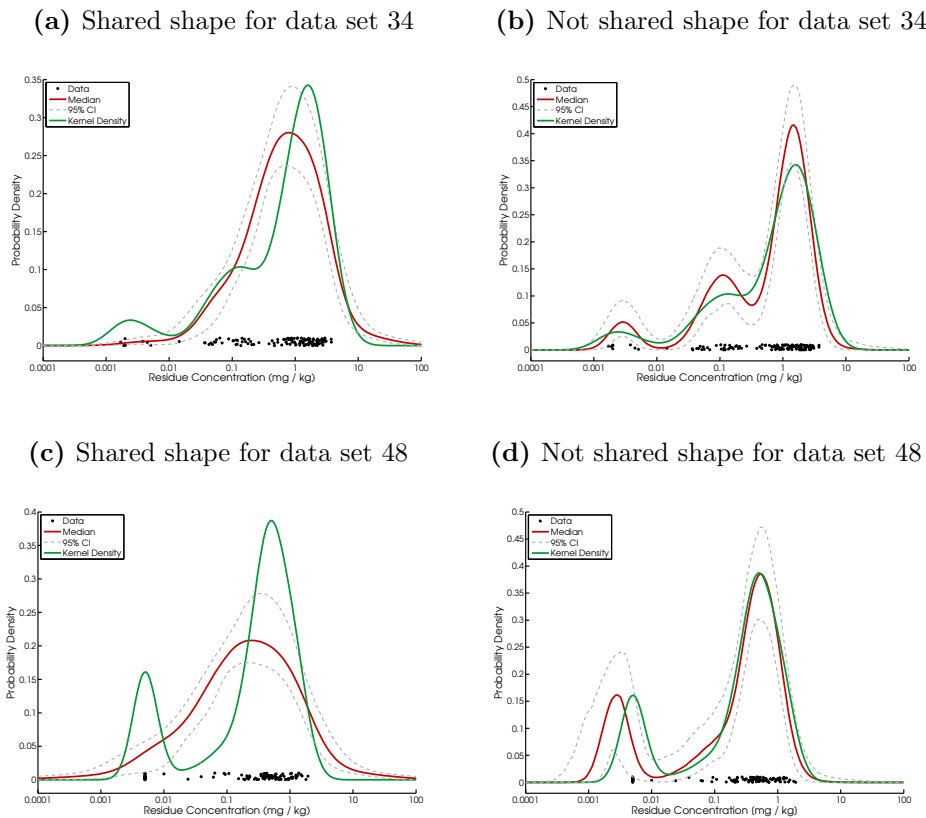 (a) Shared shape for data set 34
0.35
0.3
0.25
0.2
0.15
0.1
0.05
0
Probability Density
Data
Median
95% CI
Kernel Density
0.0001 0.001 0.01 0.1 1 10 100
Residue Concentration (mg / kg)
(b) Not shared shape for data set 34
0.5
0.45
0.4
0.35
0.3
0.25
0.2
0.15
0.1
0.05
0
Probability Density
Data
Median
95% CI
Kernel Density
0.0001 0.001 0.01 0.1 1 10 100
Residue Concentration (mg / kg)
(c) Shared shape for data set 48
0.4
0.35
0.3
0.25
0.2
0.15
0.1
0.05
0
Probability Density
Data
Median
95% CI
Kernel Density
0.0001 0.001 0.01 0.1 1 10 100
Residue Concentration (mg / kg)
(d) Not shared shape for data set 48
0.5
0.45
0.4
0.35
0.3
0.25
0.2
0.15
0.1
0.05
0
Probability Density
Data
Median
95% CI
Kernel Density
0.0001 0.001 0.01 0.1 1 10 100
Residue Concentration (mg / kg)